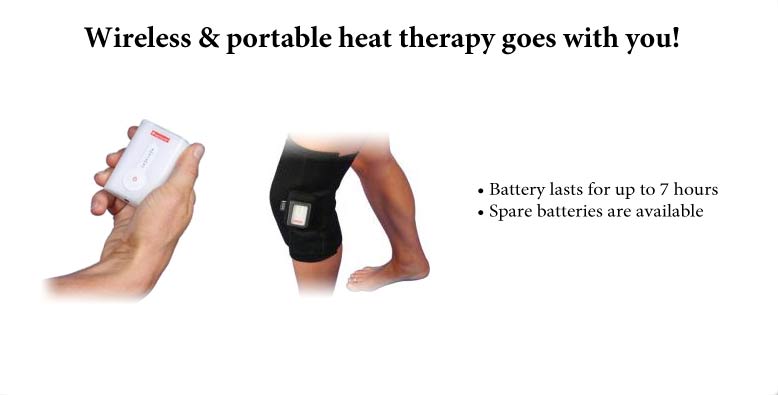 Wireless & portable heat therapy goes with you!
• Battery lasts for up to 7 hours
• Spare batteries are available